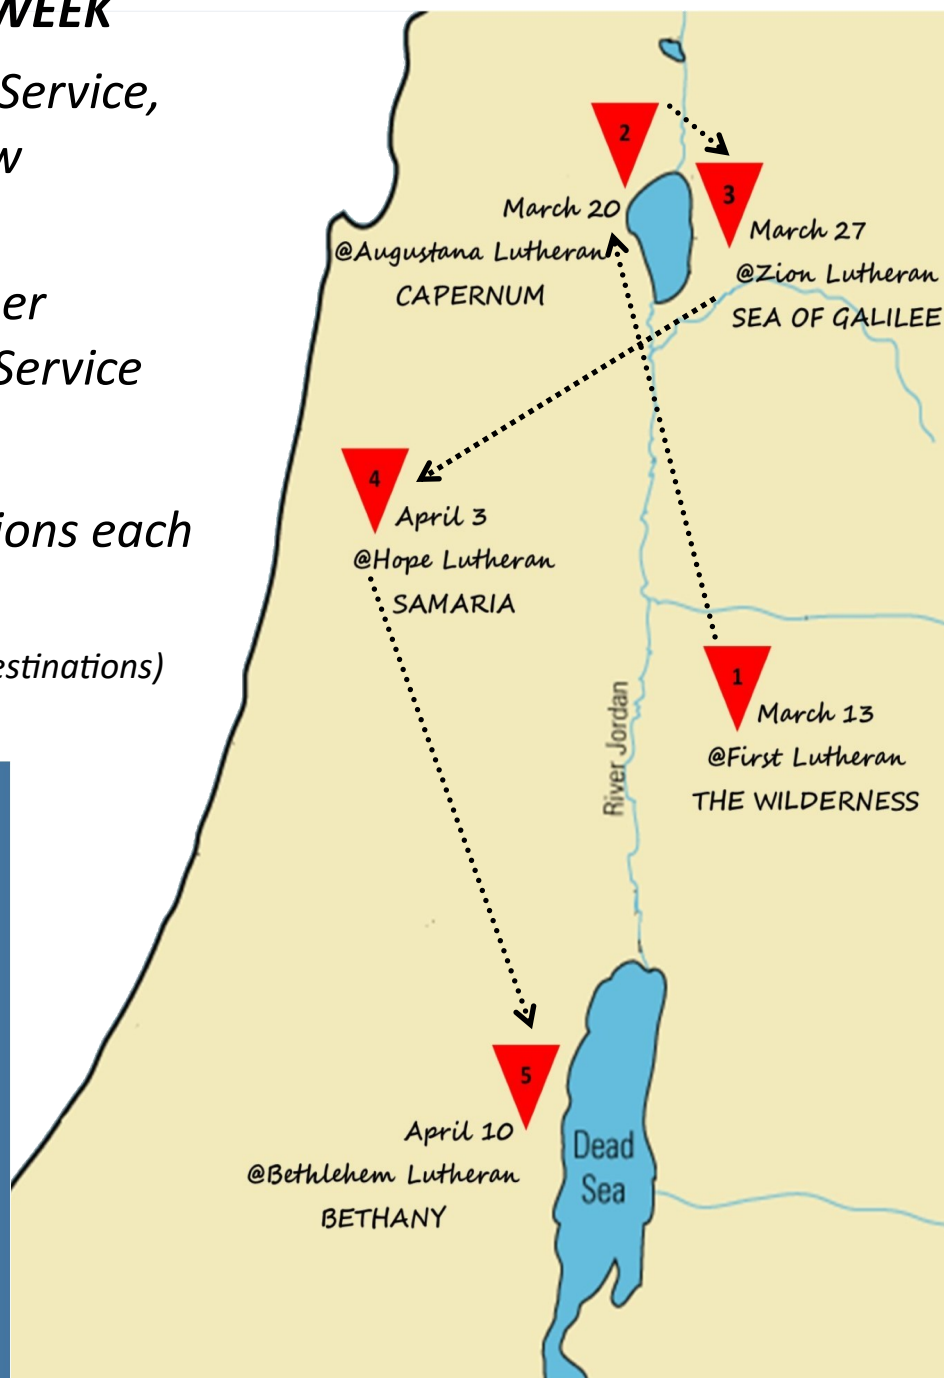 WEEK
Service,
w
er
Service
ions each
estinations)
2
March 20
@Augustana Lutheran
CAPERNUM
3
March 27
@Zion Lutheran
SEA OF GALILEE
4
April 3
@Hope Lutheran
SAMARIA
1
March 13
@First Lutheran
THE WILDERNESS
River Jordan
5
April 10
@Bethlehem Lutheran
BETHANY
Dead
Sea